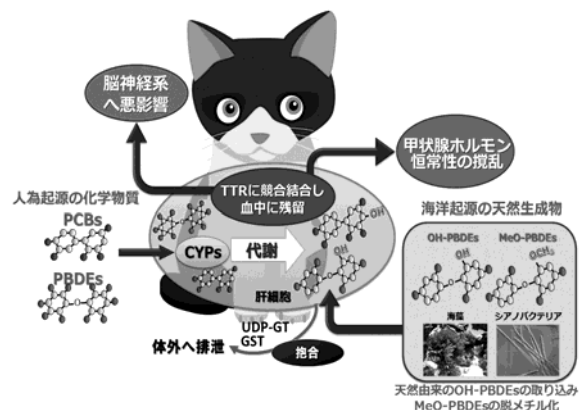 脳神経系
へ悪影響
甲状腺ホルモン
恒常性の撹乱
TTRに競合結合し
血中に残留
人為起源の化学物質
PCBs
PBDEs
CYPs
代謝
OH
OH
肝細胞
UDP-GT
GST
体外へ排泄
抱合
海洋起源の天然生成物
OH-PBDEs
MeO-PBDEs
OH
OCH3
海藻
シアノバクテリア
天然由来のOH-PBDEsの取り込み
MeO-PBDEsの脱メチル化